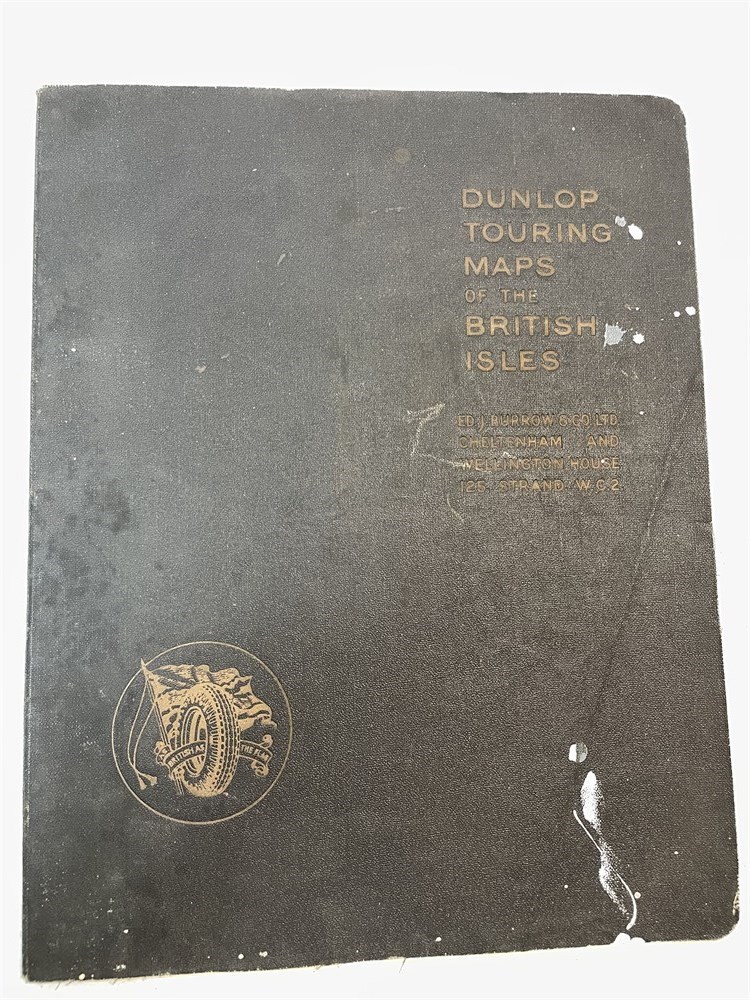 DUNLOP
TOURING
MAPS
OF THE
BRITISH
ISLES
ED. J. BURROW & CO. LTD.
CHELTENHAM AND
WELLINGTON HOUSE
125 STRAND W.C.2
BRITISH AS THE FLAG